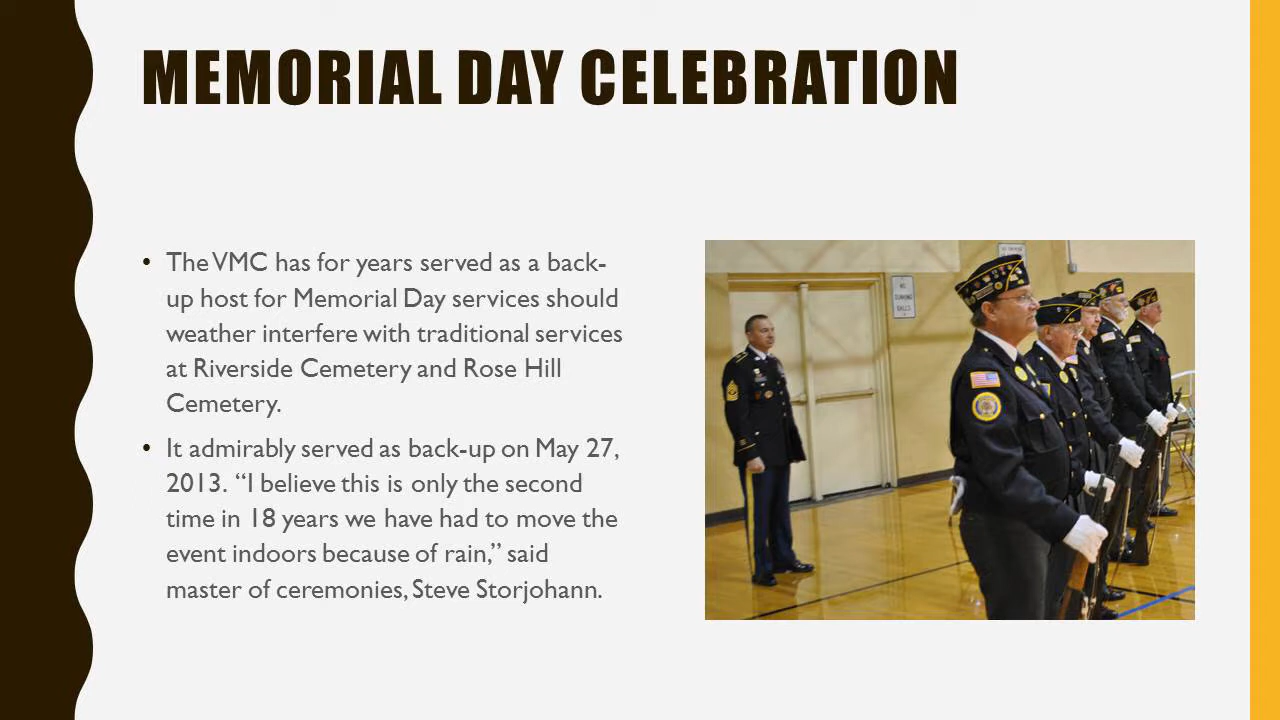 MEMORIAL DAY CELEBRATION
• The VMC has for years served as a back-
up host for Memorial Day services should
weather interfere with traditional services
at Riverside Cemetery and Rose Hill
Cemetery.
• It admirably served as back-up on May 27,
2013. “I believe this is only the second
time in 18 years we have had to move the
event indoors because of rain,” said
master of ceremonies, Steve Storjohann.
NO
DUNKING
BALLS